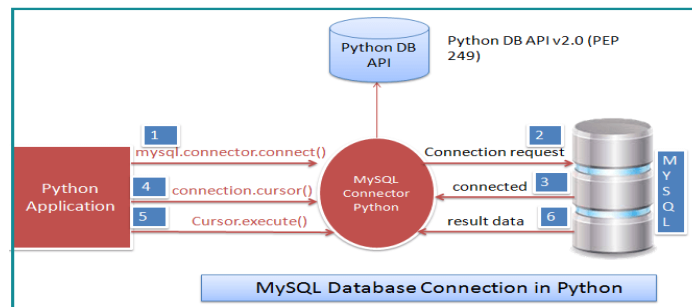 Python DB
API
Python DB API v2.0 (PEP
249)
1
mysql.connector.connect()
2
Connection request
Python
Application
4
connection.cursor()
MySQL
Connector
Python
3
connected
M
Y
S
Q
L
5
Cursor.execute()
6
result data
MySQL Database Connection in Python